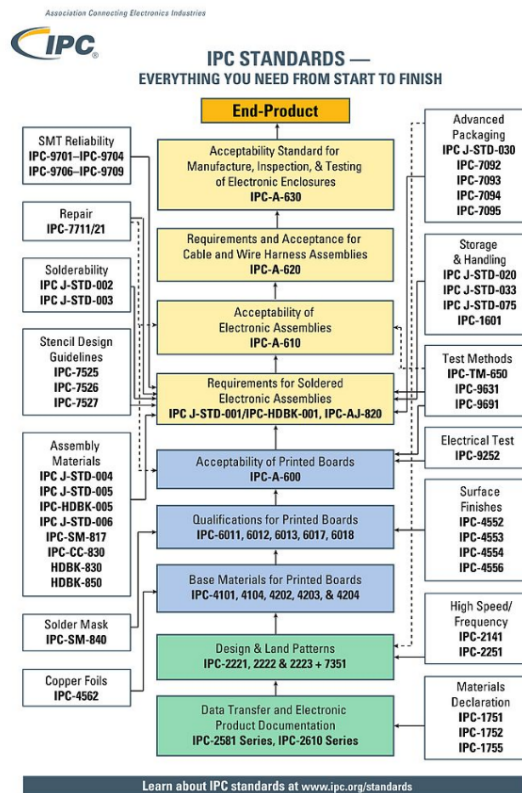 Association Connecting Electronics Industries
IPC®
IPC STANDARDS —
EVERYTHING YOU NEED FROM START TO FINISH
End-Product
Acceptability Standard for
Manufacture, Inspection, & Testing
of Electronic Enclosures
IPC-A-630
Requirements and Acceptance for
Cable and Wire Harness Assemblies
IPC-A-620
Acceptability of
Electronic Assemblies
IPC-A-610
Requirements for Soldered
Electronic Assemblies
IPC J-STD-001/IPC-HDBK-001, IPC-AJ-820
Acceptability of Printed Boards
IPC-A-600
Qualifications for Printed Boards
IPC-6011, 6012, 6013, 6017, 6018
Base Materials for Printed Boards
IPC-4101, 4104, 4202, 4203, & 4204
Design & Land Patterns
IPC-2221, 2222 & 2223 + 7351
Data Transfer and Electronic
Product Documentation
IPC-2581 Series, IPC-2610 Series
SMT Reliability
IPC-9701–IPC-9704
IPC-9706–IPC-9709
Repair
IPC-7711/21
Solderability
IPC J-STD-002
IPC J-STD-003
Stencil Design
Guidelines
IPC-7525
IPC-7526
IPC-7527
Assembly
Materials
IPC J-STD-004
IPC J-STD-005
IPC-HDBK-005
IPC J-STD-006
IPC-SM-817
IPC-CC-830
HDBK-830
HDBK-850
Solder Mask
IPC-SM-840
Copper Foils
IPC-4562
Advanced
Packaging
IPC J-STD-030
IPC-7092
IPC-7093
IPC-7094
IPC-7095
Storage
& Handling
IPC J-STD-020
IPC J-STD-033
IPC J-STD-075
IPC-1601
Test Methods
IPC-TM-650
IPC-9631
IPC-9691
Electrical Test
IPC-9252
Surface
Finishes
IPC-4552
IPC-4553
IPC-4554
IPC-4556
High Speed/
Frequency
IPC-2141
IPC-2251
Materials
Declaration
IPC-1751
IPC-1752
IPC-1755
Learn about IPC standards at www.ipc.org/standards